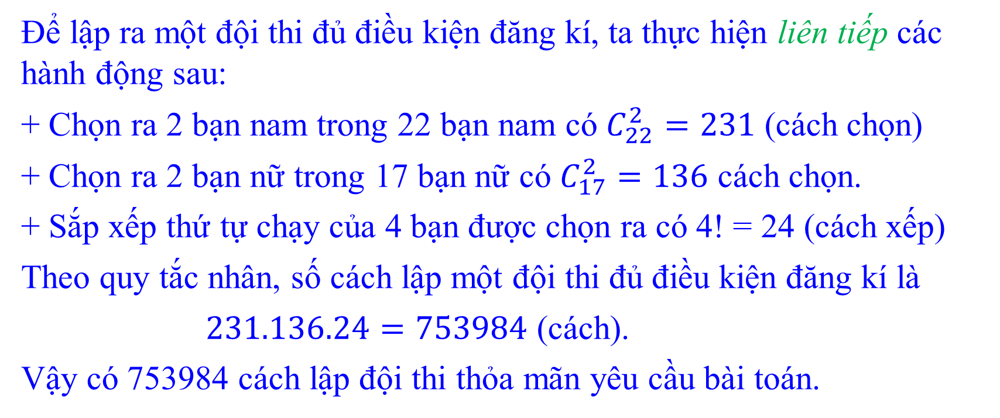 Để lập ra một đội thi đủ điều kiện đăng kí, ta thực hiện liên tiếp các
hành động sau:
+ Chọn ra 2 bạn nam trong 22 bạn nam có $C_{22}^{2} = 231$ (cách chọn)
+ Chọn ra 2 bạn nữ trong 17 bạn nữ có $C_{17}^{2} = 136$ cách chọn.
+ Sắp xếp thứ tự chạy của 4 bạn được chọn ra có 4! = 24 (cách xếp)
Theo quy tắc nhân, số cách lập một đội thi đủ điều kiện đăng kí là
231.136.24 = 753984 (cách).
Vậy có 753984 cách lập đội thi thỏa mãn yêu cầu bài toán.